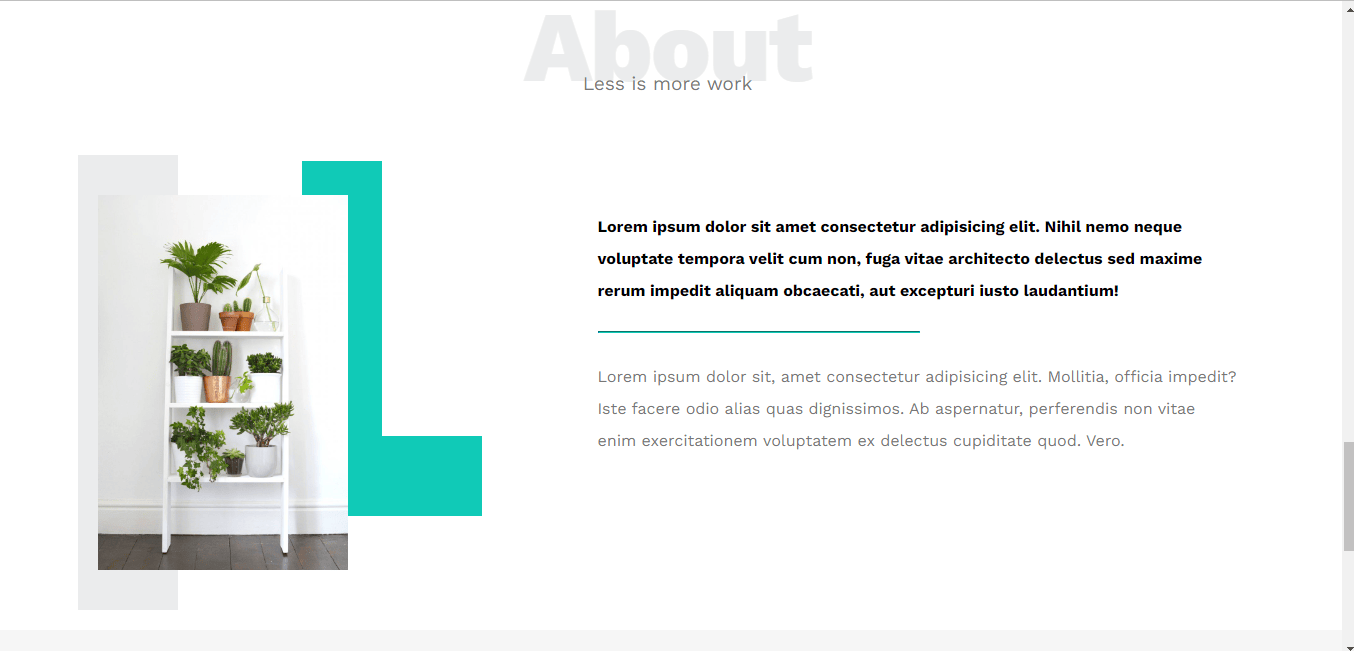 About
Less is more work
Lorem ipsum dolor sit amet consectetur adipisicing elit. Nihil nemo neque
voluptate tempora velit cum non, fuga vitae architecto delectus sed maxime
rerum impedit aliquam obcaecati, aut excepturi iusto laudantium!
Lorem ipsum dolor sit, amet consectetur adipisicing elit. Mollitia, officia impedit?
Iste facere odio alias quas dignissimos. Ab aspernatur, perferendis non vitae
enim exercitationem voluptatem ex delectus cupiditate quod. Vero.